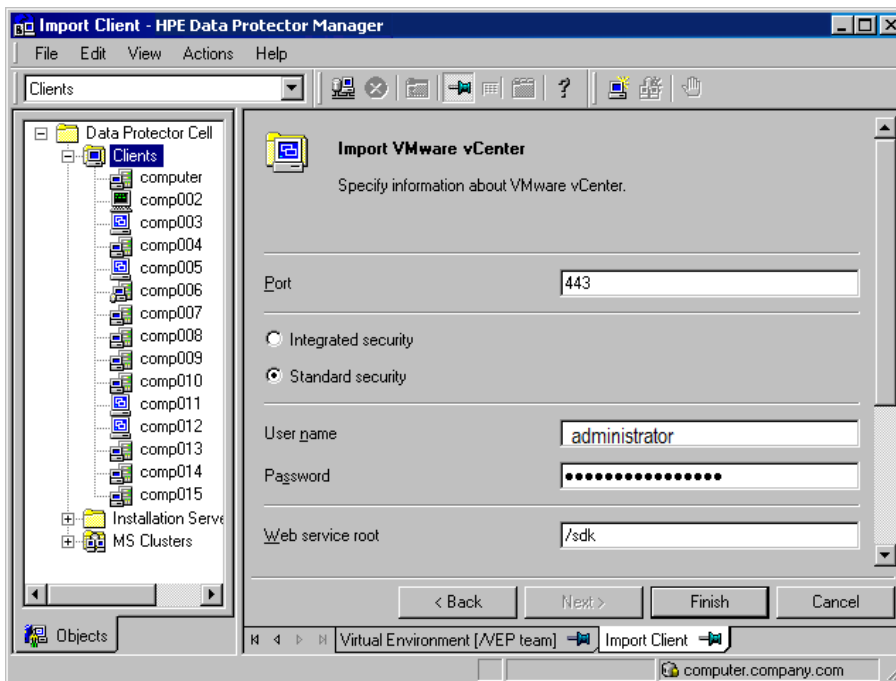 Import Client - HPE Data Protector Manager
File Edit View Actions Help
Clients
?
Data Protector Cell
Clients
computer
comp002
comp003
comp004
comp005
comp006
comp007
comp008
comp009
comp010
comp011
comp012
comp013
comp014
comp015
Installation Serve
MS Clusters
Objects
Import VMware vCenter
Specify information about VMware vCenter.
Port 443
Integrated security
Standard security
User name administrator
Password ••••••••••••••••
Web service root /sdk
< Back Next > Finish Cancel
Virtual Environment [/VEP team] Import Client
computer.company.com